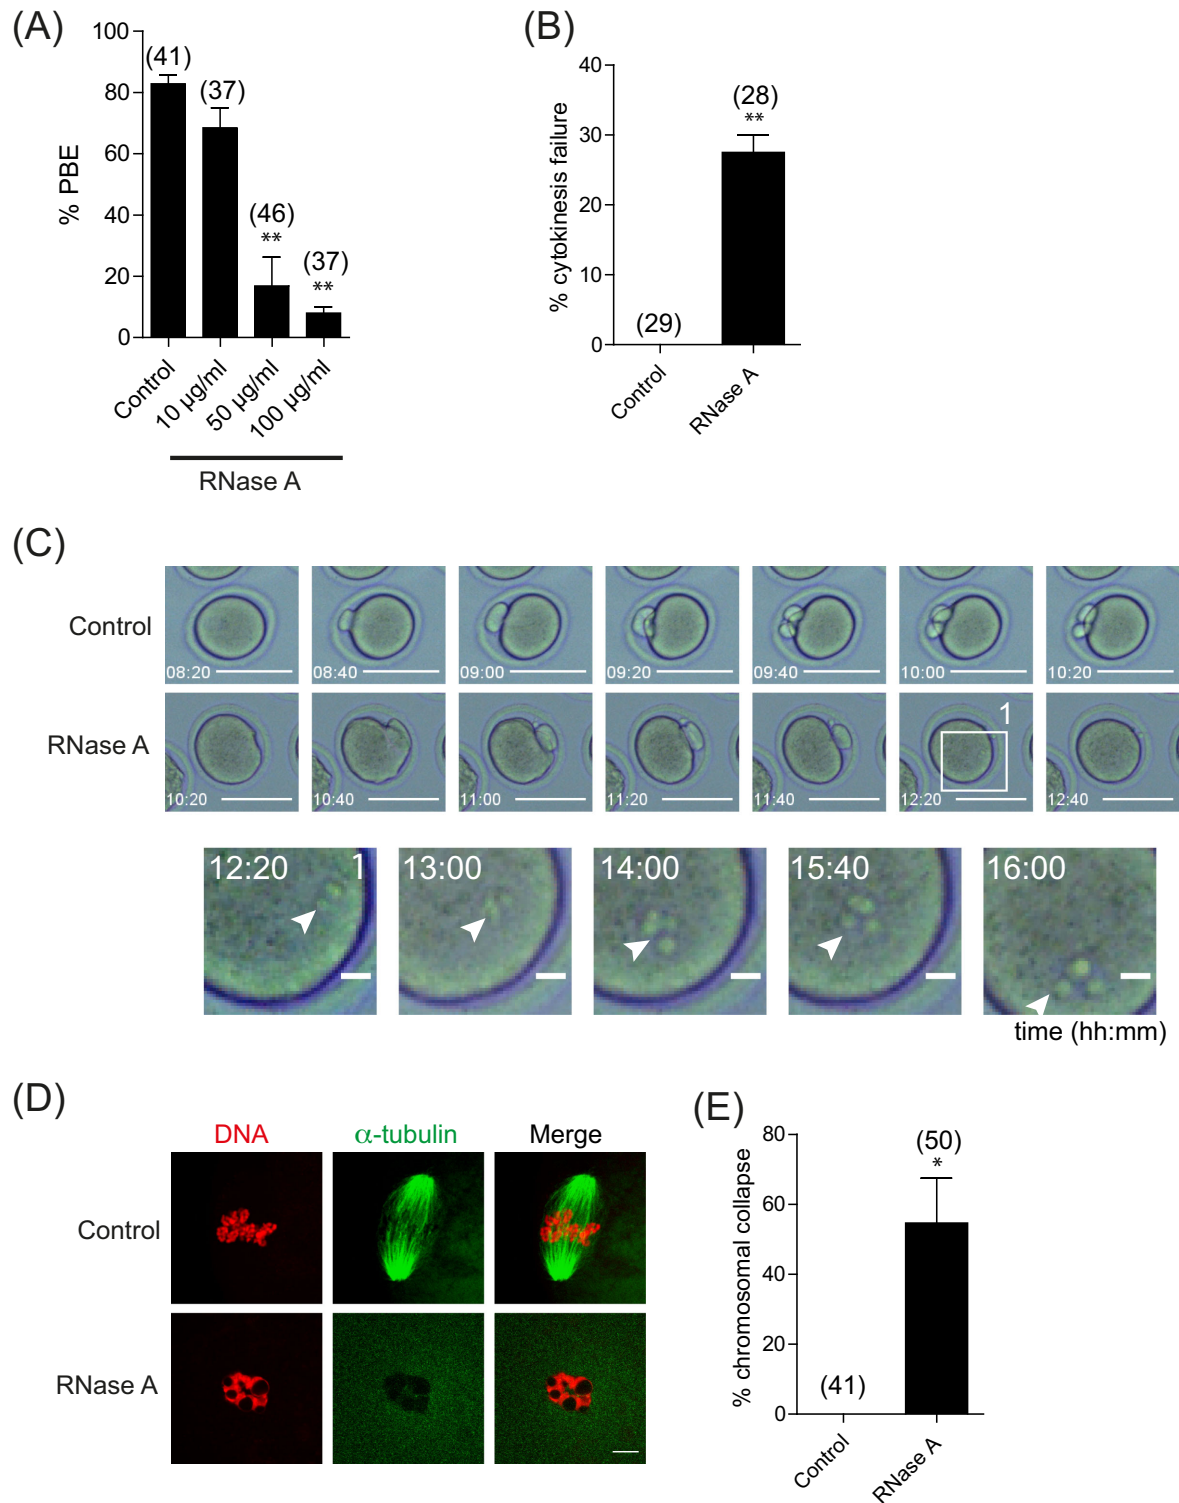 (A)
% PBE
100
80
60
40
20
0
(41)
(37)
(46)
**
(37)
**
Control
10 µg/ml
50 µg/ml
100 µg/ml
RNase A
(B)
% cytokinesis failure
40
30
20
10
0
(29)
(28)
**
Control
RNase A
(C)
Control
08:20 08:40 09:00 09:20 09:40 10:00 10:20
RNase A
1
10:20 10:40 11:00 11:20 11:40 12:20 12:40
12:20 1 13:00 14:00 15:40 16:00
time (hh:mm)
(D)
DNA α-tubulin Merge
Control
RNase A
(E)
% chromosomal collapse
80
60
40
20
0
(41)
(50)
*
Control
RNase A